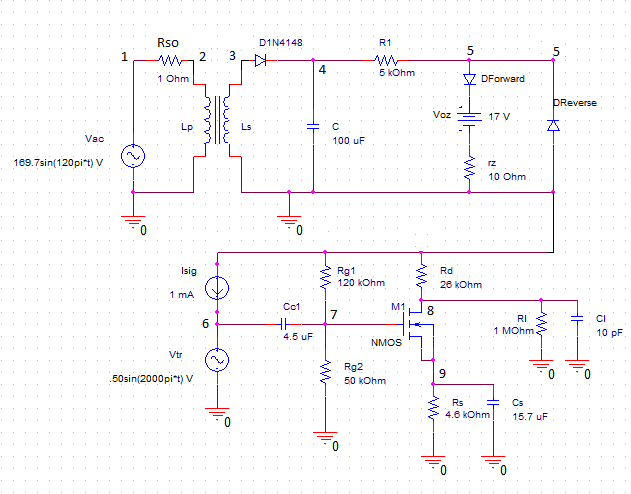 Rso
D1N4148
R1
1
2
3
4
5
5
1 Ohm
5 kOhm
DForward
DReverse
Voz
17 V
Lp
Ls
C
100 uF
Vac
169.7sin(120pi*t) V
rz
10 Ohm
0
0
Isig
1 mA
Rg1
120 kOhm
Rd
26 kOhm
Cc1
4.5 uF
6
7
M1
8
NMOS
Rl
1 MOhm
Cl
10 pF
Vtr
.50sin(2000pi*t) V
Rg2
50 kOhm
9
0
0
Rs
4.6 kOhm
Cs
15.7 uF
0
0
0
0